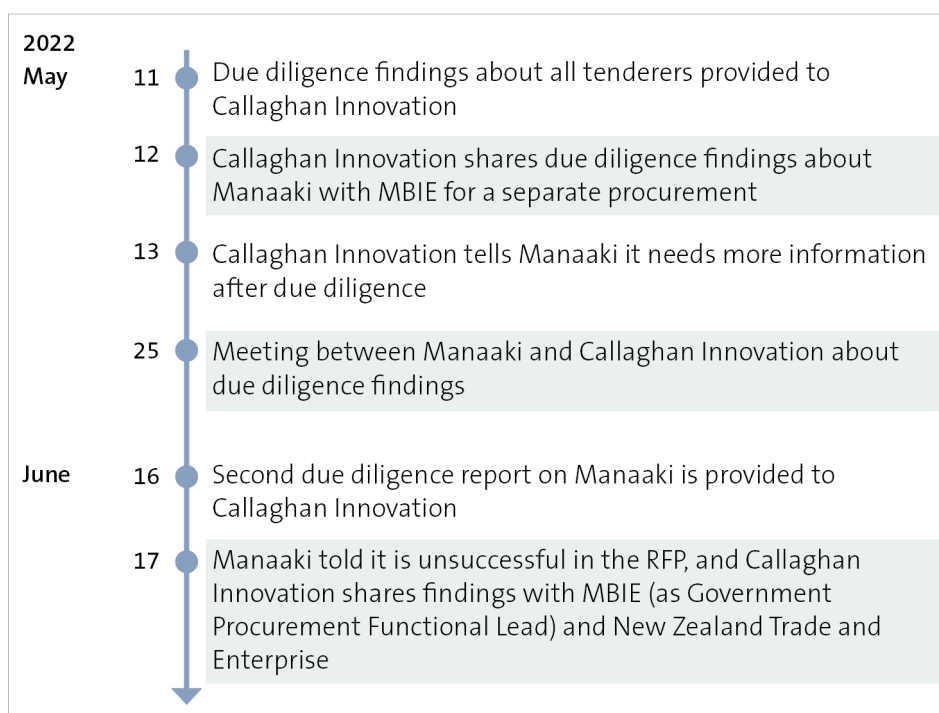 2022
May
11
Due diligence findings about all tenderers provided to
Callaghan Innovation
12
Callaghan Innovation shares due diligence findings about
Manaaki with MBIE for a separate procurement
13
Callaghan Innovation tells Manaaki it needs more information
after due diligence
25
Meeting between Manaaki and Callaghan Innovation about
due diligence findings
June
16
Second due diligence report on Manaaki is provided to
Callaghan Innovation
17
Manaaki told it is unsuccessful in the RFP, and Callaghan
Innovation shares findings with MBIE (as Government
Procurement Functional Lead) and New Zealand Trade and
Enterprise